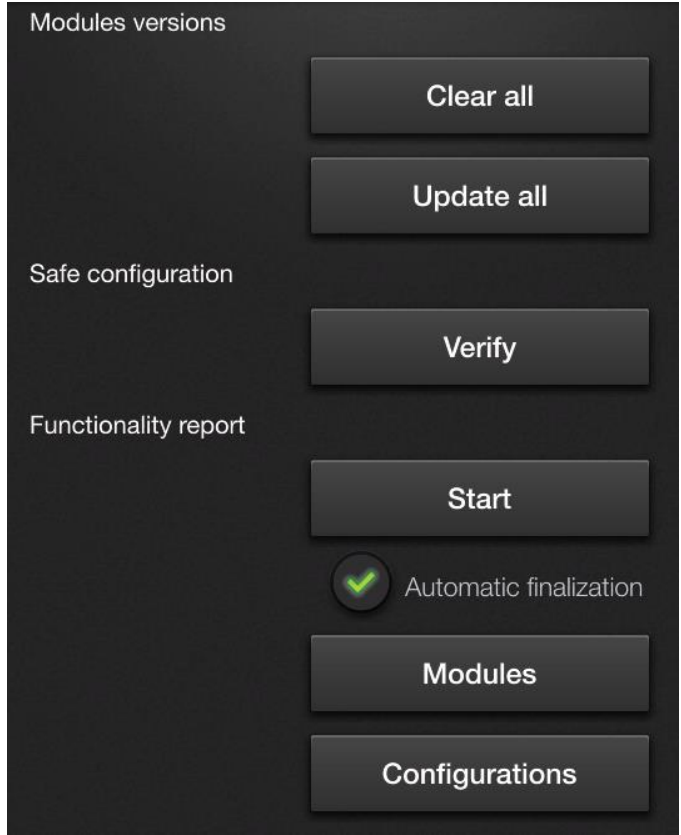 Modules versions
Clear all
Update all
Safe configuration
Verify
Functionality report
Start
Automatic finalization
Modules
Configurations